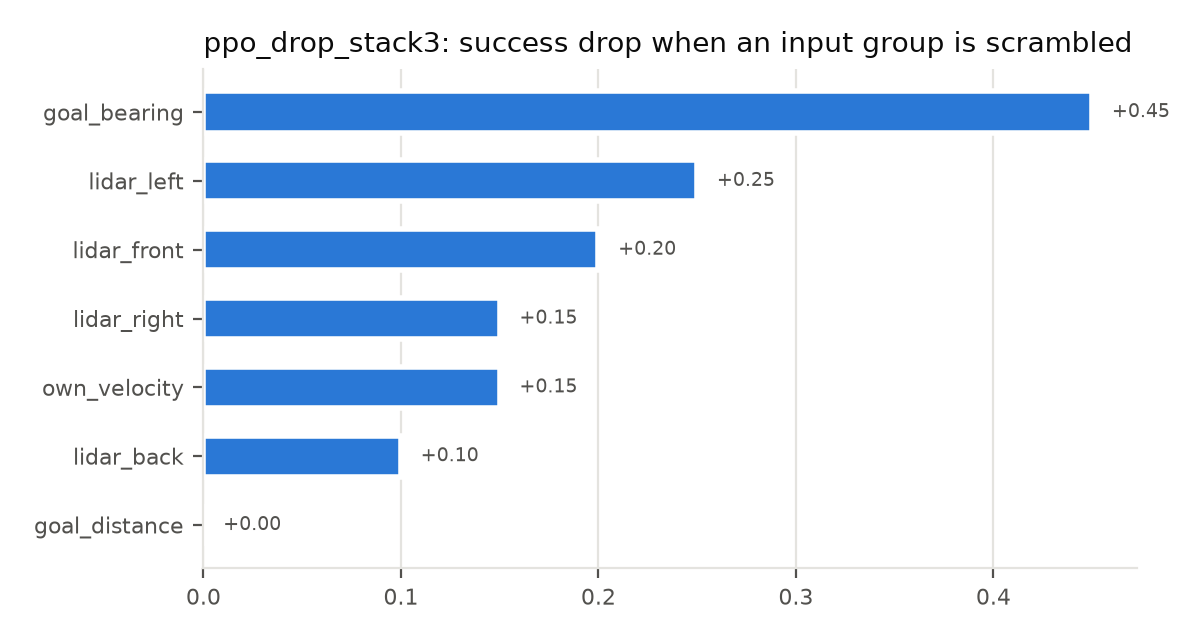 ppo_drop_stack3: success drop when an input group is scrambled
goal_bearing +0.45
lidar_left +0.25
lidar_front +0.20
lidar_right +0.15
own_velocity +0.15
lidar_back +0.10
goal_distance +0.00
0.0 0.1 0.2 0.3 0.4